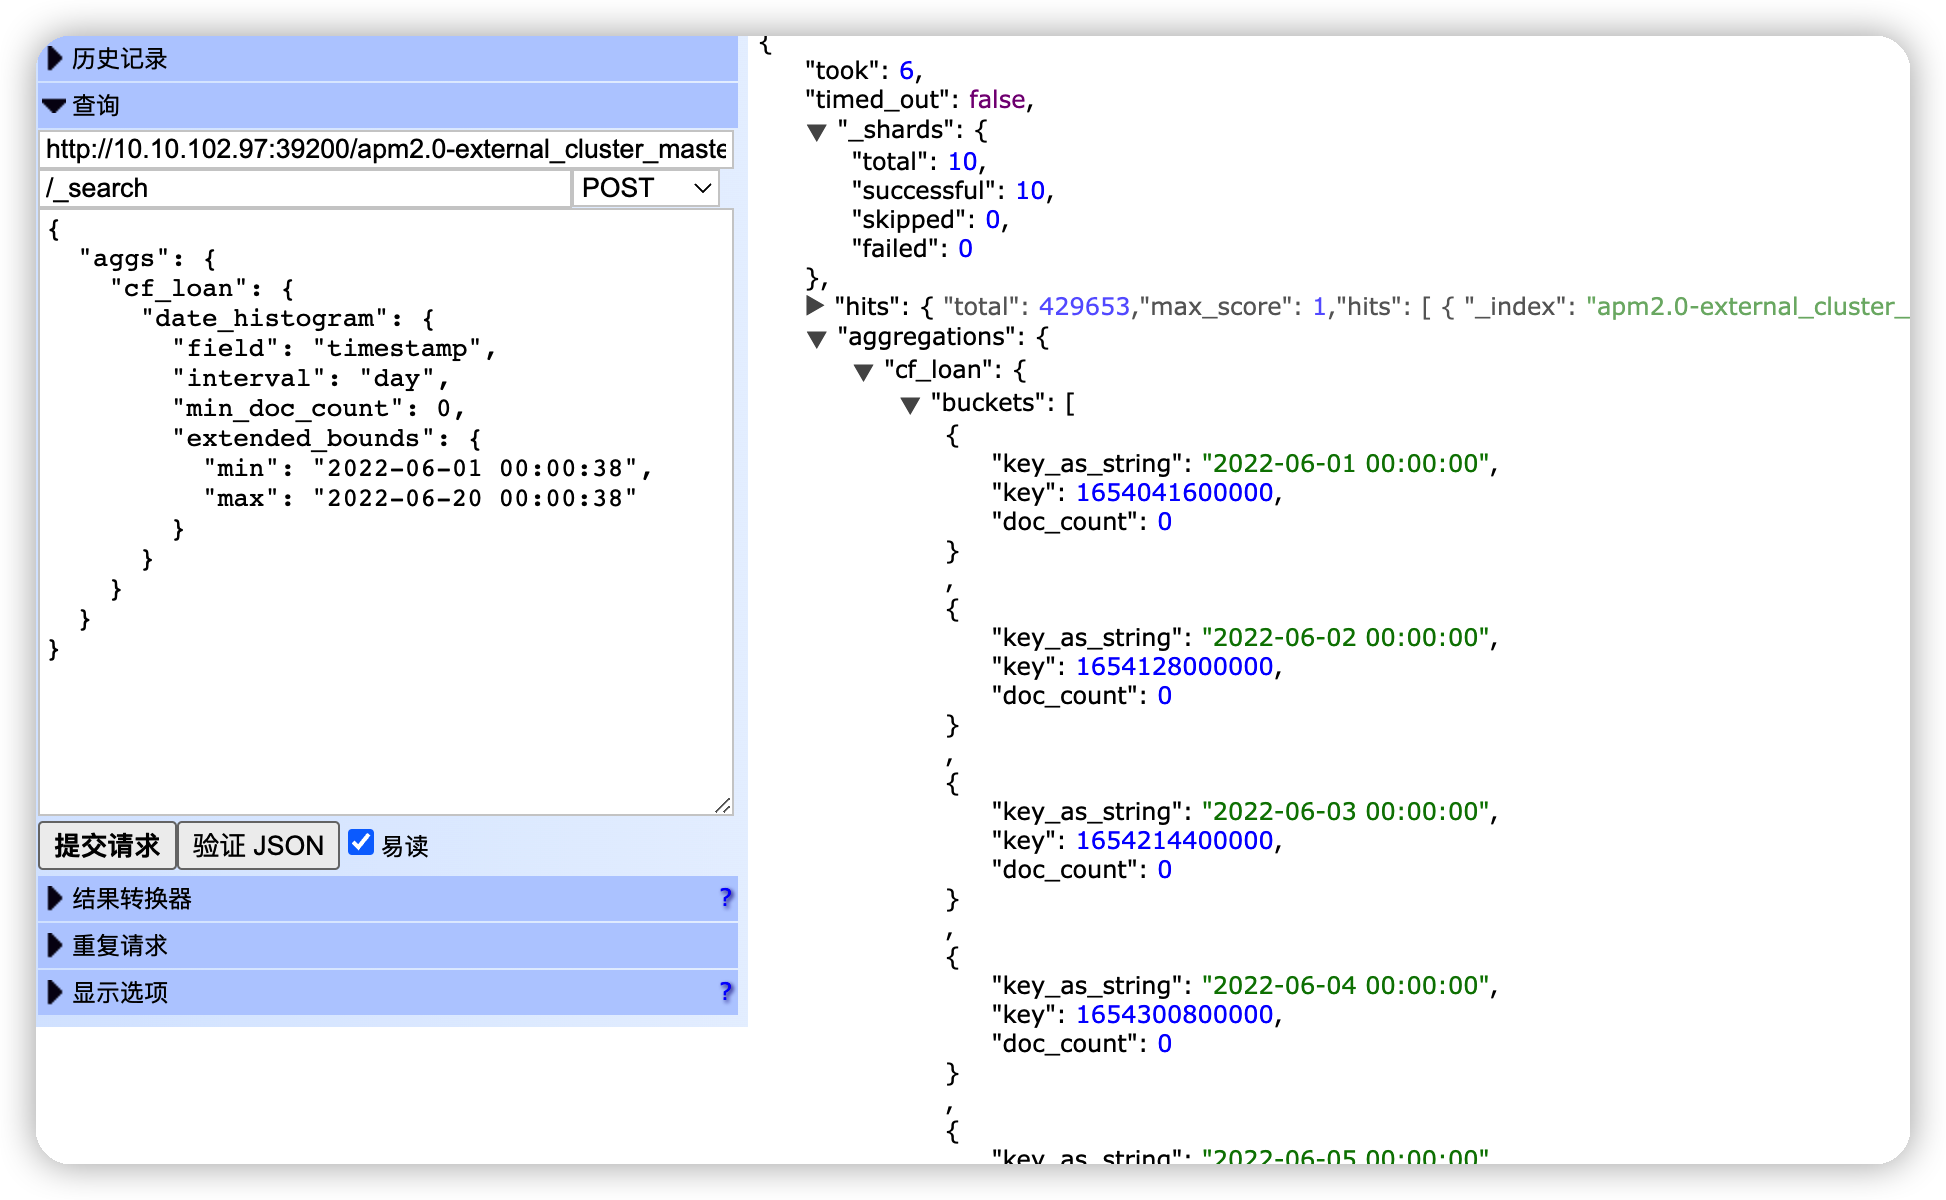 历史记录
查询
http://10.10.102.97:39200/apm2.0-external_cluster_maste
/_search
POST
{
"aggs": {
"cf_loan": {
"date_histogram": {
"field": "timestamp",
"interval": "day",
"min_doc_count": 0,
"extended_bounds": {
"min": "2022-06-01 00:00:38",
"max": "2022-06-20 00:00:38"
}
}
}
}
}
提交请求 验证 JSON 易读
结果转换器 ?
重复请求
显示选项 ?
{
"took": 6,
"timed_out": false,
"_shards": {
"total": 10,
"successful": 10,
"skipped": 0,
"failed": 0
},
"hits": { "total": 429653,"max_score": 1,"hits": [ { "_index": "apm2.0-external_cluster_
"aggregations": {
"cf_loan": {
"buckets": [
{
"key_as_string": "2022-06-01 00:00:00",
"key": 1654041600000,
"doc_count": 0
}
,
{
"key_as_string": "2022-06-02 00:00:00",
"key": 1654128000000,
"doc_count": 0
}
,
{
"key_as_string": "2022-06-03 00:00:00",
"key": 1654214400000,
"doc_count": 0
}
,
{
"key_as_string": "2022-06-04 00:00:00",
"key": 1654300800000,
"doc_count": 0
}
,
{
"key_as_string": "2022-06-05 00:00:00"